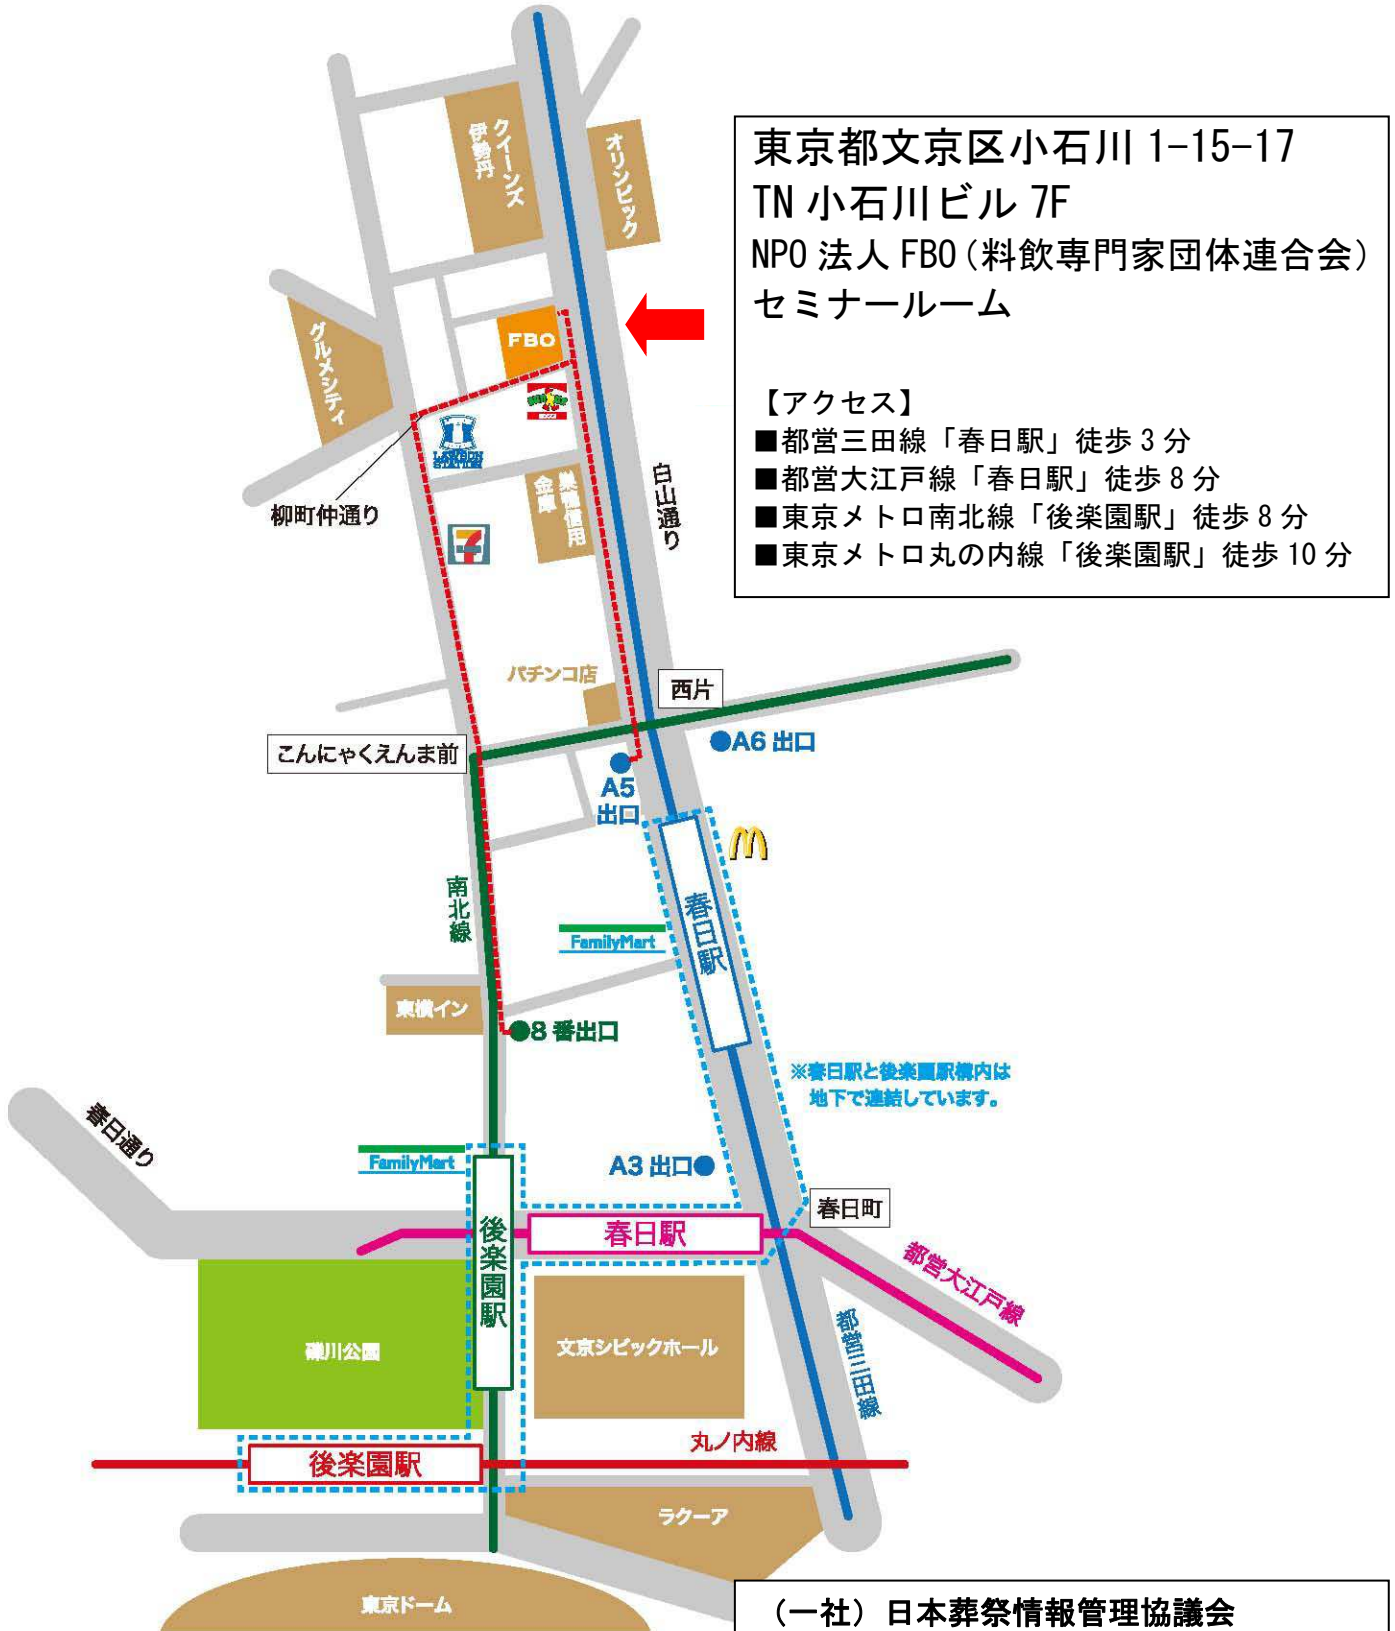 東京都文京区小石川 1-15-17
TN 小石川ビル 7F
NPO 法人 FBO（料飲専門家団体連合会）
セミナールーム
【アクセス】
■都営三田線「春日駅」徒歩 3 分
■都営大江戸線「春日駅」徒歩 8 分
■東京メトロ南北線「後楽園駅」徒歩 8 分
■東京メトロ丸の内線「後楽園駅」徒歩 10 分
クイーンズ
伊勢丹
オリンピック
グルメシティ
FBO
柳町仲通り
巣鴨信用
金庫
白山通り
7
パチンコ店
西片
こんにゃくえんま前
●A6 出口
A5
出口
南北線
春日駅
FamilyMart
東横イン
●8 番出口
※春日駅と後楽園駅構内は
地下で連結しています。
春日通り
FamilyMart
A3 出口●
春日町
後楽園駅
春日駅
都営大江戸線
礫川公園
文京シビックホール
都営三田線
丸ノ内線
後楽園駅
ラクーア
東京ドーム
（一社）日本葬祭情報管理協議会